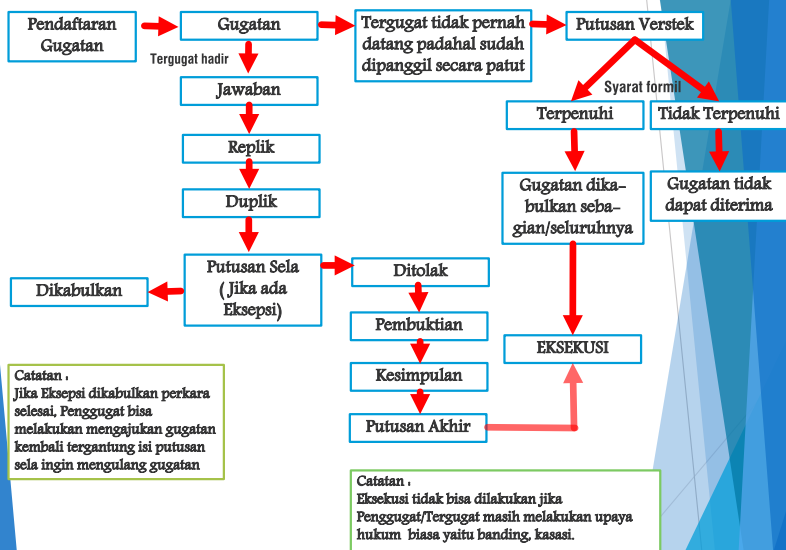 Pendaftaran
Gugatan
Gugatan
Tergugat tidak pernah
datang padahal sudah
dipanggil secara patut
Putusan Verstek
Tergugat hadir
Syarat formil
Jawaban
Terpenuhi
Tidak Terpenuhi
Replik
Duplik
Gugatan dika-
bulkan seba-
gian/seluruhnya
Gugatan tidak
dapat diterima
Putusan Sela
( Jika ada
Eksepsi)
Dikabulkan
Ditolak
Pembuktian
EKSEKUSI
Kesimpulan
Putusan Akhir
Catatan :
Jika Eksepsi dikabulkan perkara
selesai, Penggugat bisa
melakukan mengajukan gugatan
kembali tergantung isi putusan
sela ingin mengulang gugatan
Catatan :
Eksekusi tidak bisa dilakukan jika
Penggugat/Tergugat masih melakukan upaya
hukum biasa yaitu banding, kasasi.